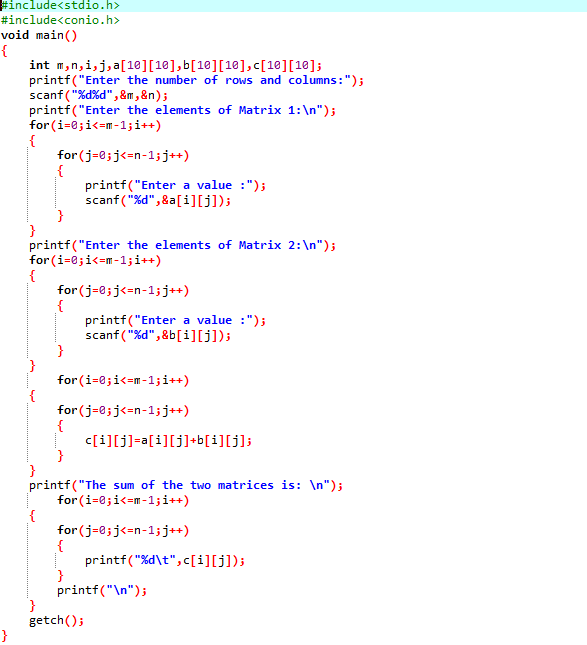 #include<stdio.h>
#include<conio.h>
void main()
{
    int m,n,i,j,a[10][10],b[10][10],c[10][10];
    printf("Enter the number of rows and columns:");
    scanf("%d%d",&m,&n);
    printf("Enter the elements of Matrix 1:\n");
    for(i=0;i<=m-1;i++)
    {
        for(j=0;j<=n-1;j++)
        {
            printf("Enter a value :");
            scanf("%d",&a[i][j]);
        }
    }
    printf("Enter the elements of Matrix 2:\n");
    for(i=0;i<=m-1;i++)
    {
        for(j=0;j<=n-1;j++)
        {
            printf("Enter a value :");
            scanf("%d",&b[i][j]);
        }
    }
        for(i=0;i<=m-1;i++)
    {
        for(j=0;j<=n-1;j++)
        {
            c[i][j]=a[i][j]+b[i][j];
        }
    }
    printf("The sum of the two matrices is: \n");
        for(i=0;i<=m-1;i++)
    {
        for(j=0;j<=n-1;j++)
        {
            printf("%d\t",c[i][j]);
        }
        printf("\n");
    }
    getch();
}